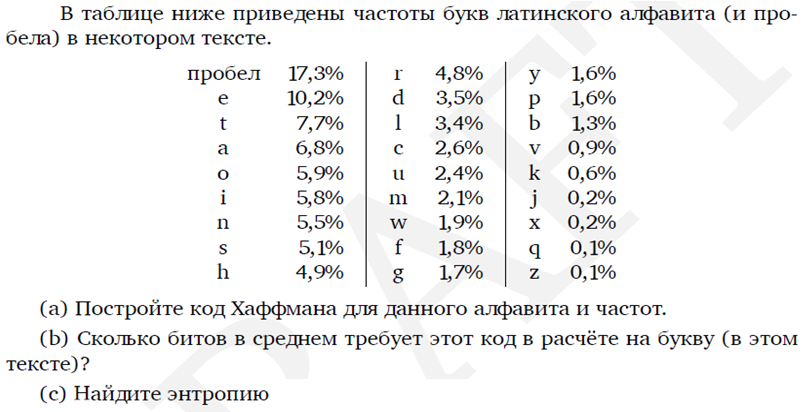 В таблице ниже приведены частоты букв латинского алфавита (и про-
бела) в некотором тексте.
пробел 17,3% r 4,8% y 1,6%
e 10,2% d 3,5% p 1,6%
t 7,7% l 3,4% b 1,3%
a 6,8% c 2,6% v 0,9%
o 5,9% u 2,4% k 0,6%
i 5,8% m 2,1% j 0,2%
n 5,5% w 1,9% x 0,2%
s 5,1% f 1,8% q 0,1%
h 4,9% g 1,7% z 0,1%
(a) Постройте код Хаффмана для данного алфавита и частот.
(b) Сколько битов в среднем требует этот код в расчёте на букву (в этом
тексте)?
(c) Найдите энтропию